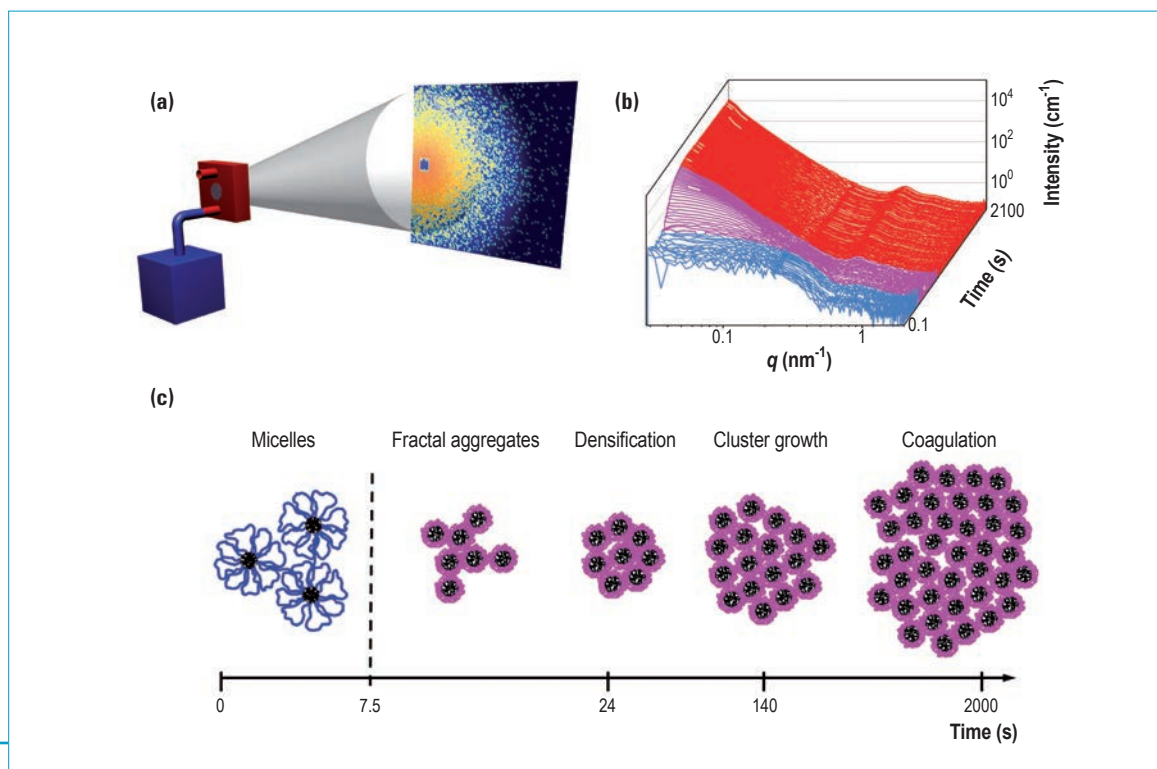 (a)
(b)
10⁴
10²
10⁰
Intensity (cm⁻¹)
2100
Time (s)
0.1
0.1
1
q (nm⁻¹)
(c)
Micelles
Fractal aggregates
Densification
Cluster growth
Coagulation
0
7.5
24
140
2000
Time (s)